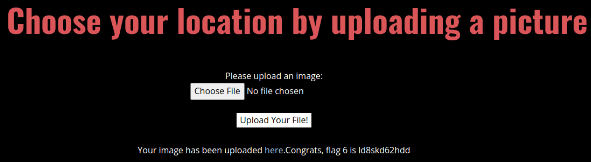 Choose your location by uploading a picture
Please upload an image:
Choose File No file chosen
Upload Your File!
Your image has been uploaded here.Congrats, flag 6 is ld8skd62hdd